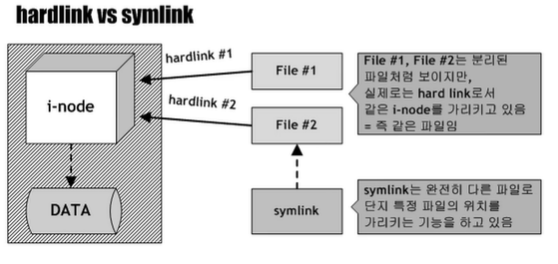 hardlink vs symlink
hardlink #1
File #1
File #1, File #2는 분리된
파일처럼 보이지만,
실제로는 hard link로서
같은 i-node를 가리키고 있음
= 즉 같은 파일임
i-node
hardlink #2
File #2
DATA
symlink
symlink는 완전히 다른 파일로
단지 특정 파일의 위치를
가리키는 기능을 하고 있음